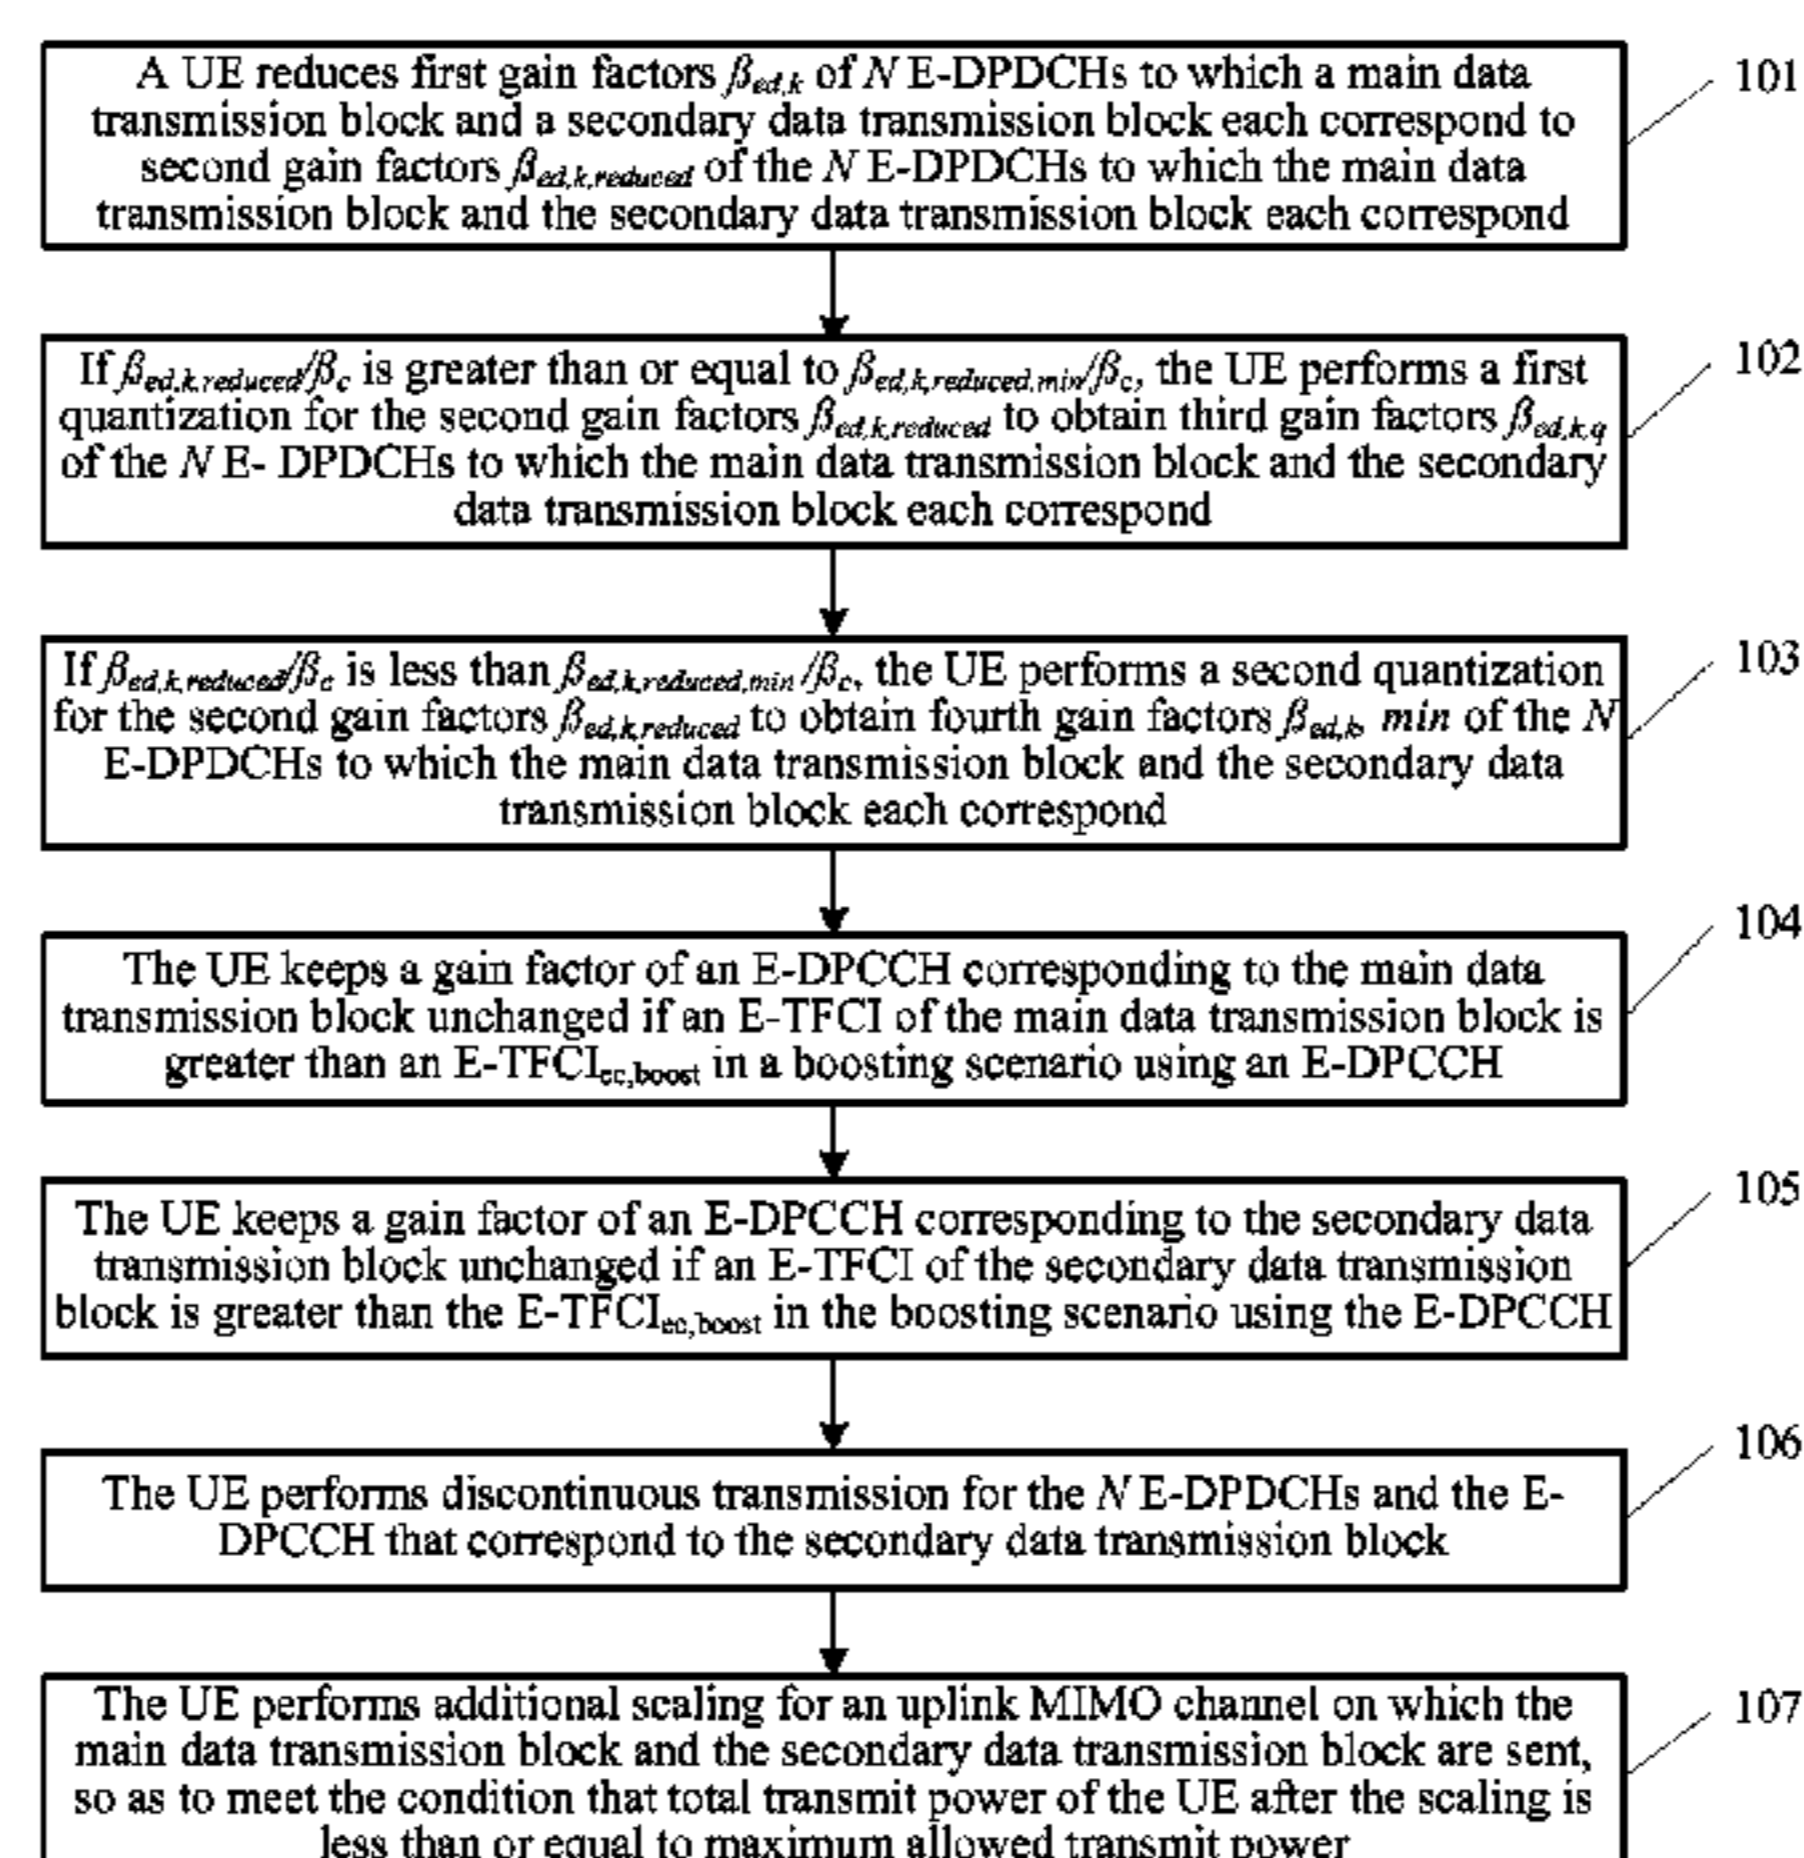 A UE reduces first gain factors βed,k of N E-DPDCHs to which a main data
transmission block and a secondary data transmission block each correspond to
second gain factors βed,k,reduced of the N E-DPDCHs to which the main data
transmission block and the secondary data transmission block each correspond
101
If βed,k,reduced/βc is greater than or equal to βed,k,reduced,min/βc, the UE performs a first
quantization for the second gain factors βed,k,reduced to obtain third gain factors βed,k,q
of the N E- DPDCHs to which the main data transmission block and the secondary
data transmission block each correspond
102
If βed,k,reduced/βc is less than βed,k,reduced,min /βc, the UE performs a second quantization
for the second gain factors βed,k,reduced to obtain fourth gain factors βed,k, min of the N
E-DPDCHs to which the main data transmission block and the secondary data
transmission block each correspond
103
The UE keeps a gain factor of an E-DPCCH corresponding to the main data
transmission block unchanged if an E-TFCI of the main data transmission block is
greater than an E-TFCIec,boost in a boosting scenario using an E-DPCCH
104
The UE keeps a gain factor of an E-DPCCH corresponding to the secondary data
transmission block unchanged if an E-TFCI of the secondary data transmission
block is greater than the E-TFCIec,boost in the boosting scenario using the E-DPCCH
105
The UE performs discontinuous transmission for the N E-DPDCHs and the E-
DPCCH that correspond to the secondary data transmission block
106
The UE performs additional scaling for an uplink MIMO channel on which the
main data transmission block and the secondary data transmission block are sent,
so as to meet the condition that total transmit power of the UE after the scaling is
less than or equal to maximum allowed transmit power
107